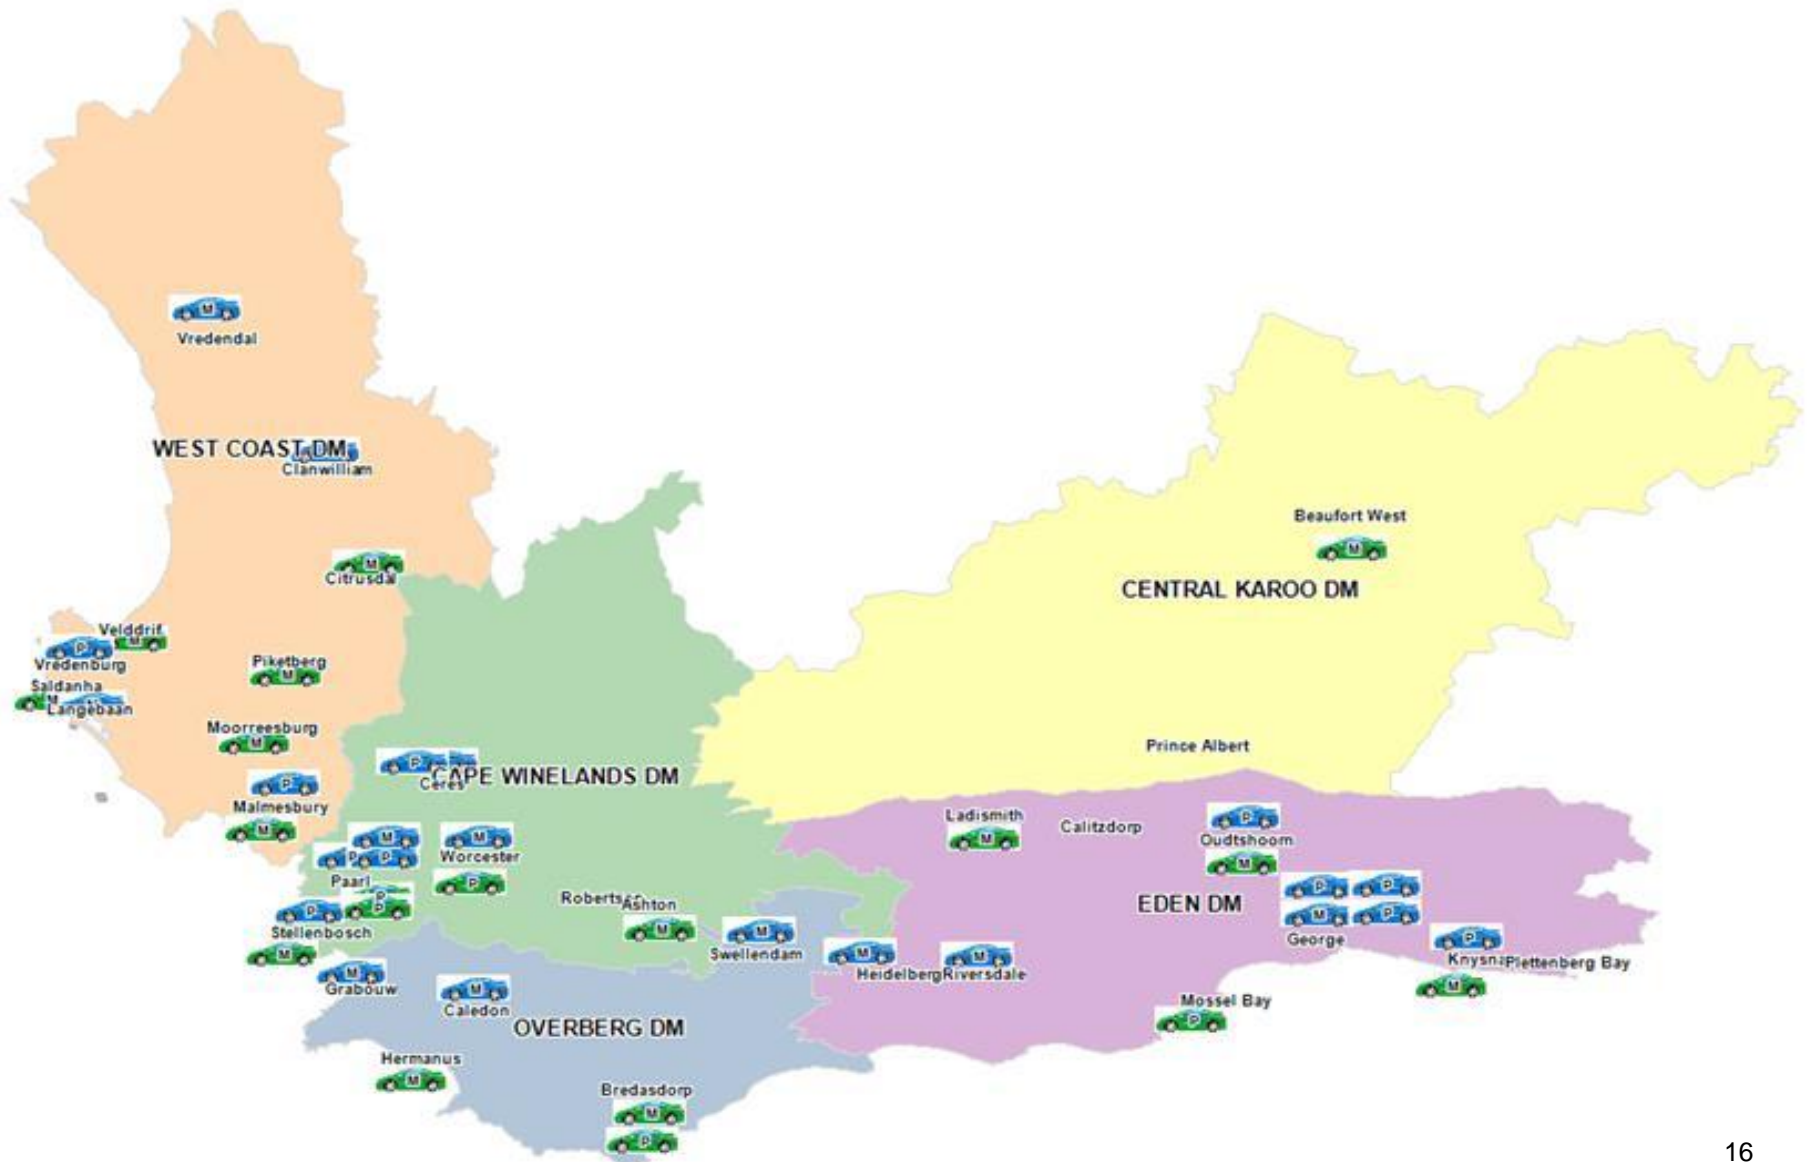 M
Vredendal
WEST COAST DM
Clanwilliam
Beaufort West
M
M
Citrusdal
CENTRAL KAROO DM
Velddrif
M
P
Vredenburg
Piketberg
M
Saldanha
M
Langebaan
Moorreesburg
M
Prince Albert
P
CAPE WINELANDS DM
Ceres
P
Malmesbury
M
Ladismith
M
Calitzdorp
P
Oudtshoorn
M
M
M
P
P
Worcester
Paarl
P
P
P
P
Stellenbosch
M
Robertson
Ashton
M
EDEN DM
P
P
M
P
George
M
Swellendam
M
Heidelberg
M
Riversdale
P
Knysna
Plettenberg Bay
M
M
Grabouw
M
Caledon
OVERBERG DM
Mossel Bay
P
Hermanus
M
Bredasdorp
M
P
16